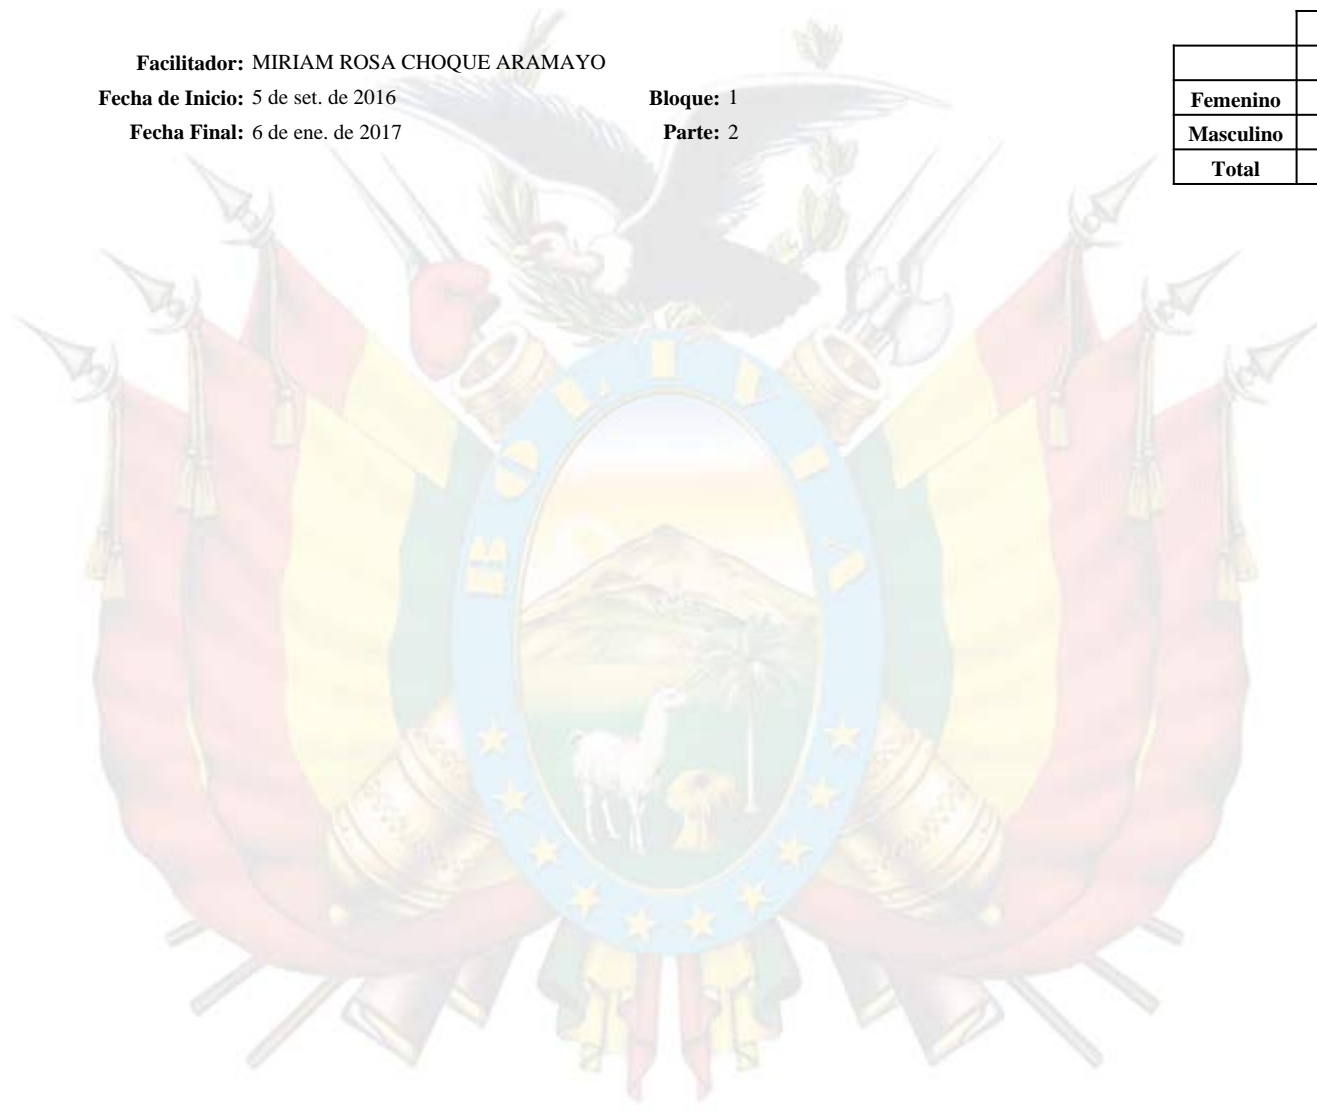 Facilitador: MIRIAM ROSA CHOQUE ARAMAYO
Fecha de Inicio: 5 de set. de 2016 Bloque: 1
Fecha Final: 6 de ene. de 2017 Parte: 2
Femenino
Masculino
Total
BOLIVIA